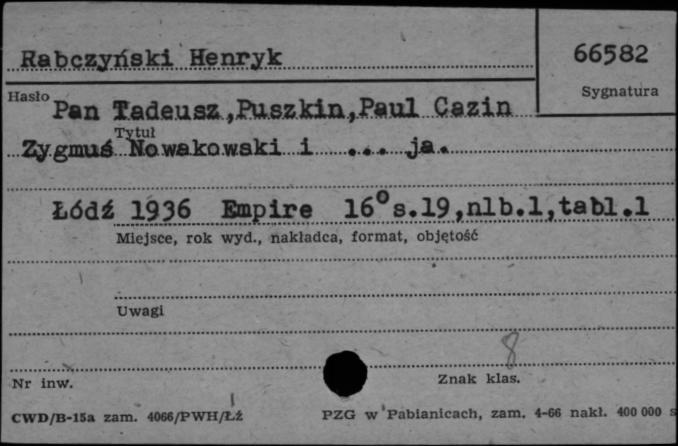 Rabczyński Henryk
66582
Hasło
Sygnatura
Pan Tadeusz,Puszkin,Paul Cazin
Tytuł
Zygmuś Nowakowski i ... ja.
Łódź 1936 Empire 16° s.19,nlb.1,tabl.1
Miejsce, rok wyd., nakładca, format, objętość
Uwagi
8
Nr inw.
Znak klas.
CWD/B-15a zam. 4066/PWH/Łż
PZG w Pabianicach, zam. 4-66 nakł. 400 000 s